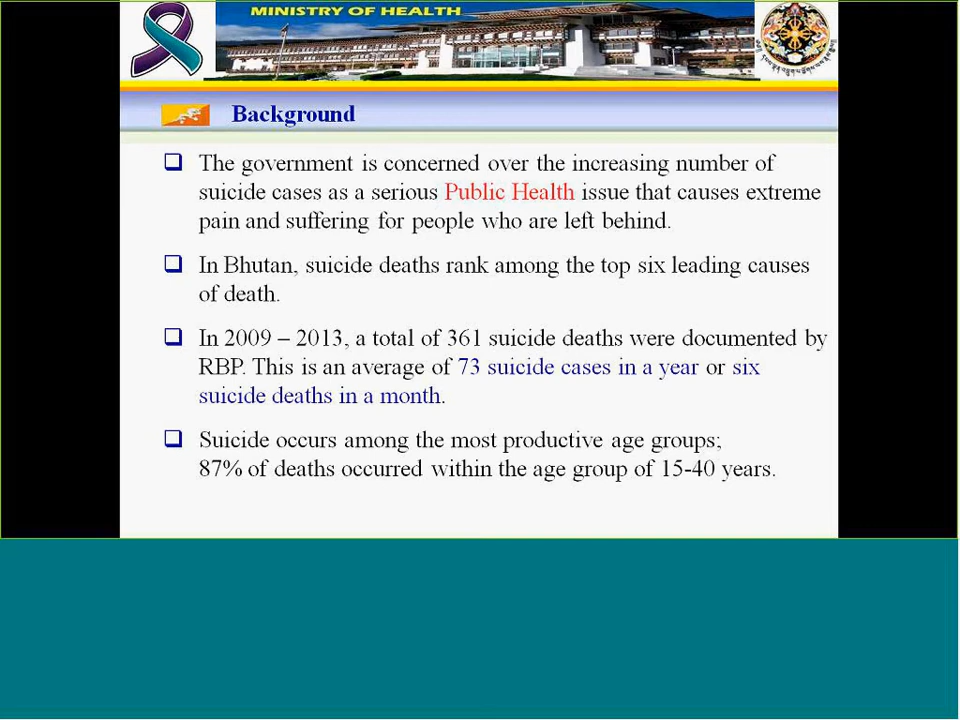 MINISTRY OF HEALTH
Background
The government is concerned over the increasing number of
suicide cases as a serious Public Health issue that causes extreme
pain and suffering for people who are left behind.
In Bhutan, suicide deaths rank among the top six leading causes
of death.
In 2009 – 2013, a total of 361 suicide deaths were documented by
RBP. This is an average of 73 suicide cases in a year or six
suicide deaths in a month.
Suicide occurs among the most productive age groups;
87% of deaths occurred within the age group of 15-40 years.